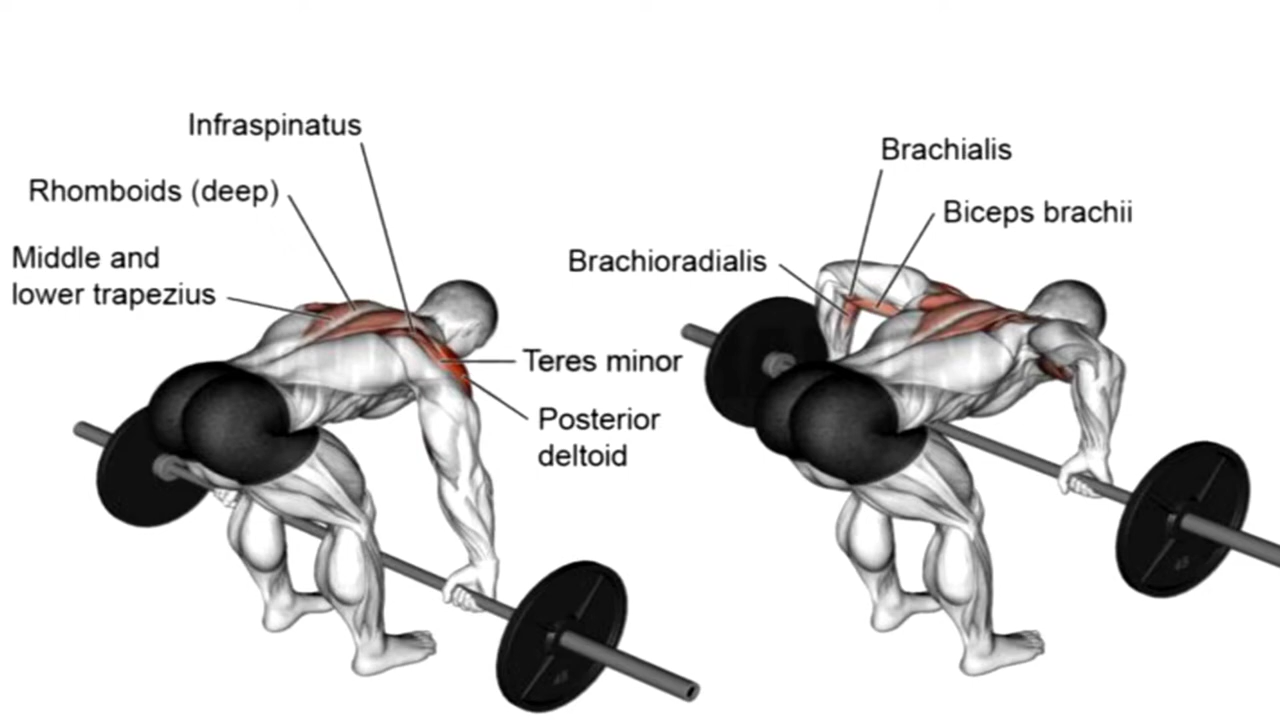 Infraspinatus
Rhomboids (deep)
Middle and
lower trapezius
Teres minor
Posterior
deltoid
Brachialis
Biceps brachii
Brachioradialis